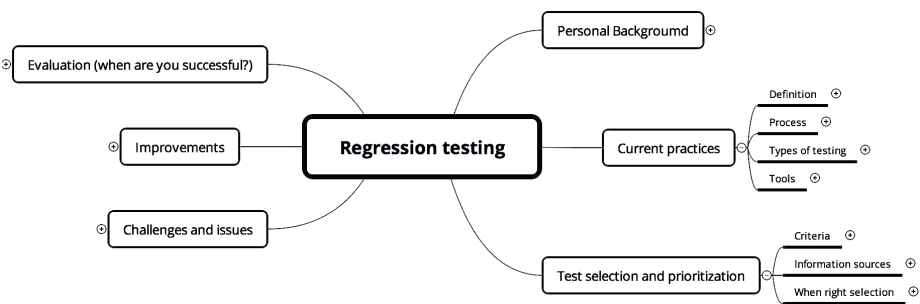 Personal Backgroumd
Evaluation (when are you successful?)
Definition
Process
Regression testing
Improvements
Current practices
Types of testing
Tools
Challenges and issues
Criteria
Test selection and prioritization
Information sources
When right selection